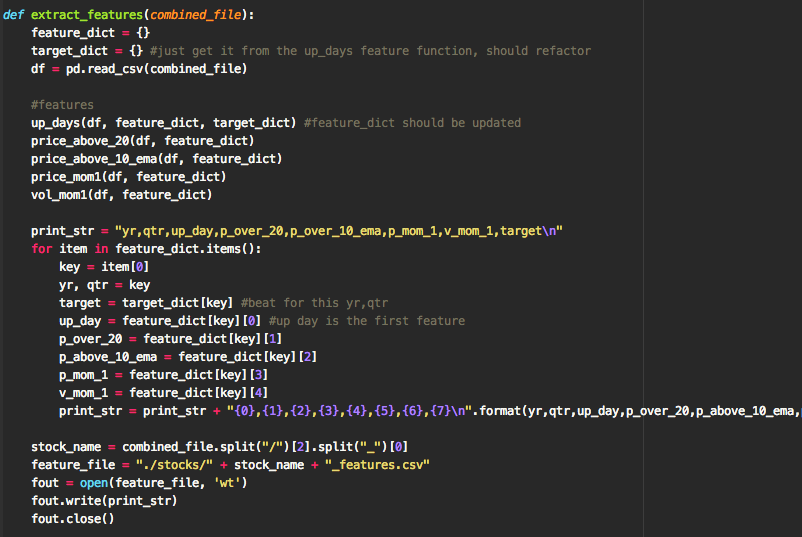 def extract_features(combined_file):
    feature_dict = {}
    target_dict = {} #just get it from the up_days feature function, should refactor
    df = pd.read_csv(combined_file)

    #features
    up_days(df, feature_dict, target_dict) #feature_dict should be updated
    price_above_20(df, feature_dict)
    price_above_10_ema(df, feature_dict)
    price_mom1(df, feature_dict)
    vol_mom1(df, feature_dict)

    print_str = "yr,qtr,up_day,p_over_20,p_over_10_ema,p_mom_1,v_mom_1,target\n"
    for item in feature_dict.items():
        key = item[0]
        yr, qtr = key
        target = target_dict[key] #beat for this yr,qtr
        up_day = feature_dict[key][0] #up day is the first feature
        p_over_20 = feature_dict[key][1]
        p_above_10_ema = feature_dict[key][2]
        p_mom_1 = feature_dict[key][3]
        v_mom_1 = feature_dict[key][4]
        print_str = print_str + "{0},{1},{2},{3},{4},{5},{6},{7}\n".format(yr,qtr,up_day,p_over_20,p_above_10_ema,

    stock_name = combined_file.split("/")[2].split("_")[0]
    feature_file = "./stocks/" + stock_name + "_features.csv"
    fout = open(feature_file, 'wt')
    fout.write(print_str)
    fout.close()